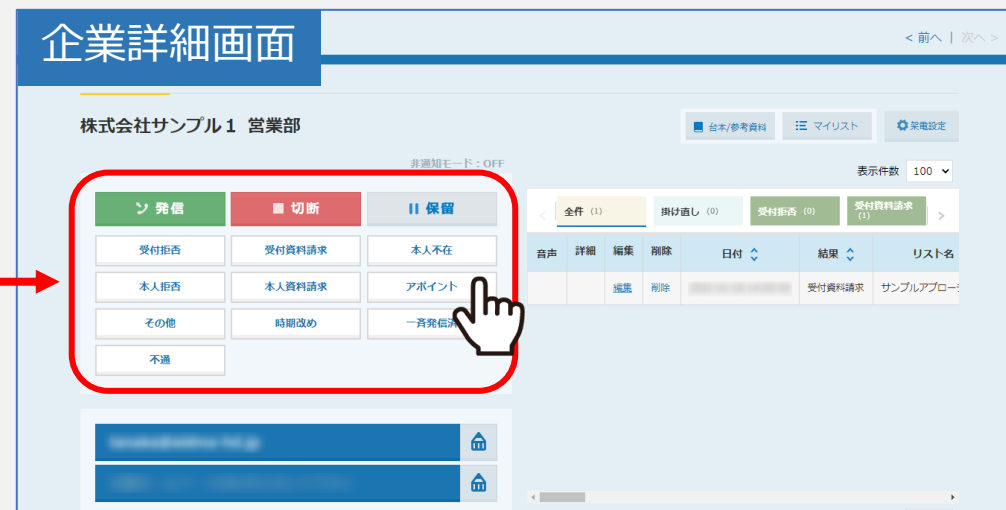 企業詳細画面
< 前へ | 次へ >
株式会社サンプル1 営業部
台本/参考資料 マイリスト 架電設定
非通知モード:OFF
表示件数 100
発信 切断 保留
受付拒否 受付資料請求 本人不在
本人拒否 本人資料請求 アポイント
その他 時期改め 一斉発信済
不通
全件 (1) 掛け直し (0) 受付拒否 (0) 受付資料請求 (1)
音声 詳細 編集 削除 日付 結果 リスト名
編集 削除 受付資料請求 サンプルアプロー